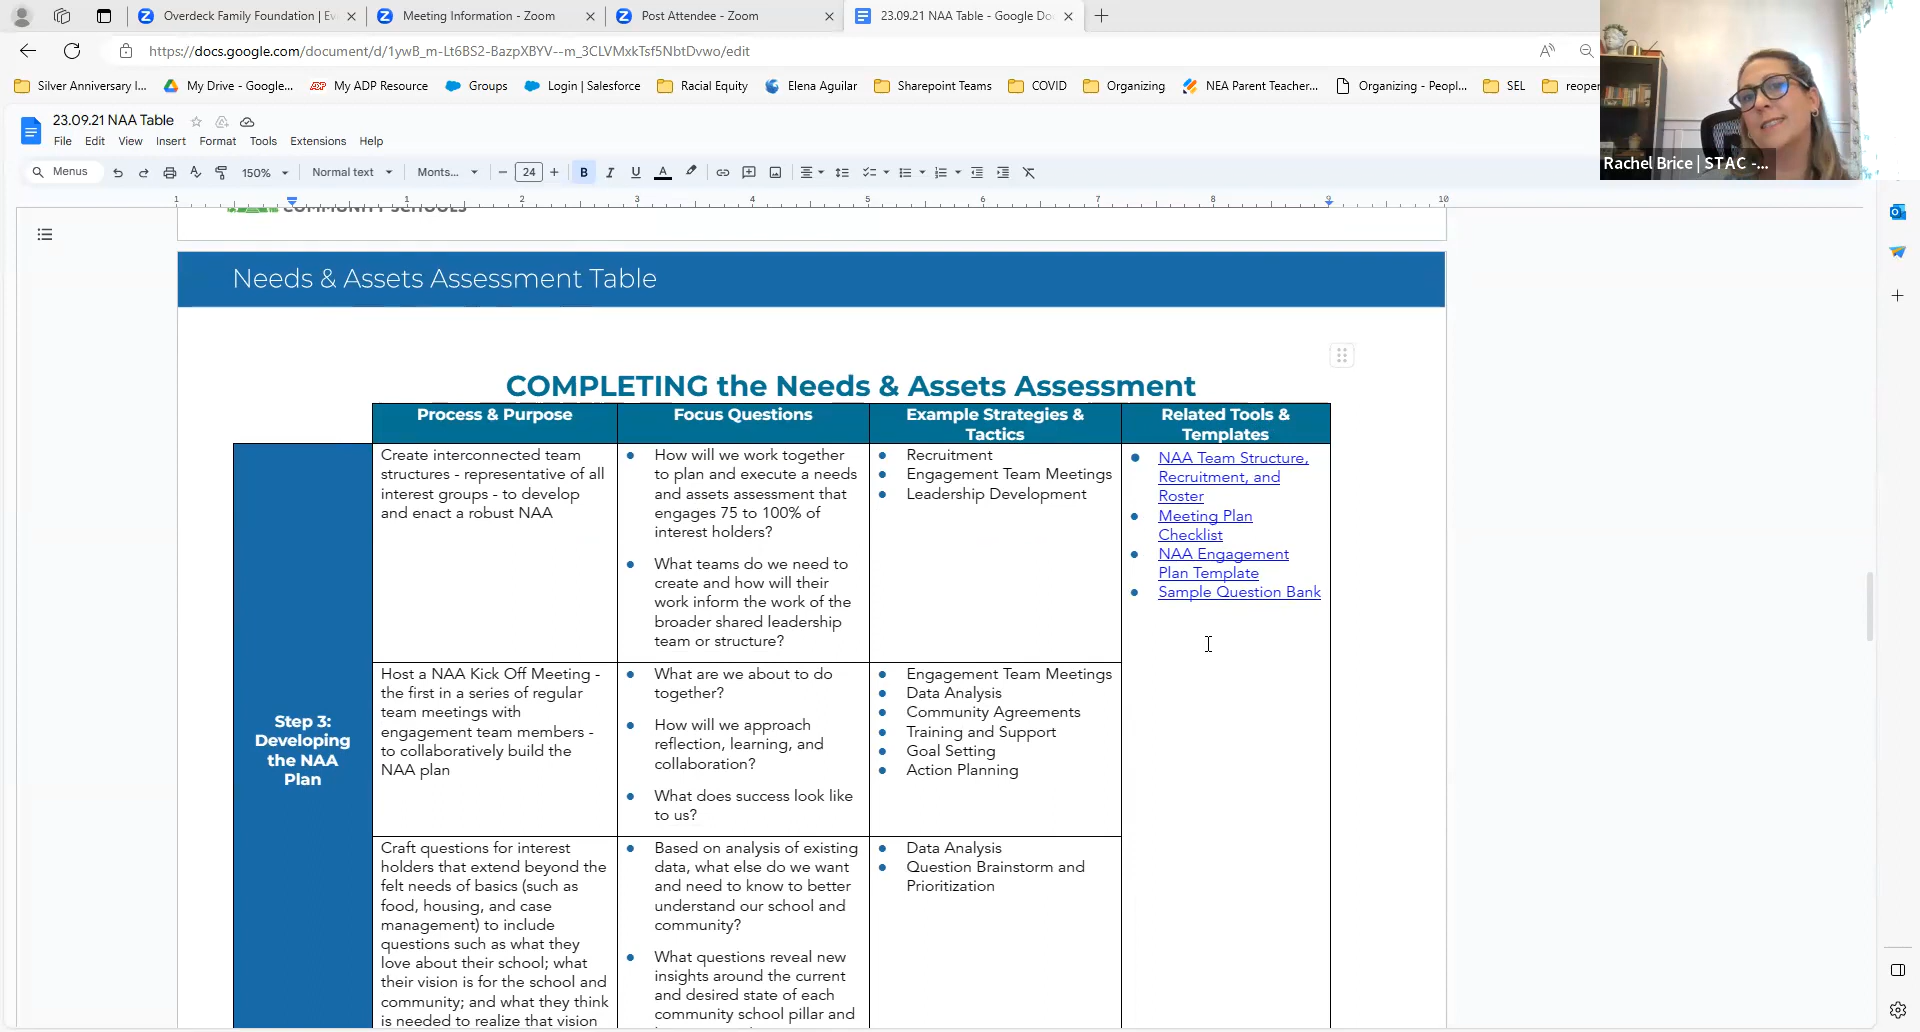 Overdeck Family Foundation | Ev
Meeting Information - Zoom
Post Attendee - Zoom
23.09.21 NAA Table - Google Do
https://docs.google.com/document/d/1ywB_m-Lt6BS2-BazpXBYV--m_3CLVMxkTsf5NbtDvwo/edit
Silver Anniversary I...
My Drive - Google...
My ADP Resource
Groups
Login | Salesforce
Racial Equity
Elena Aguilar
Sharepoint Teams
COVID
Organizing
NEA Parent Teacher...
Organizing - Peopl...
SEL
reoper
Rachel Brice | STAC -...
23.09.21 NAA Table
File Edit View Insert Format Tools Extensions Help
Menus
150%
Normal text
Monts...
24
B I U A
1 1 2 3 4 5 6 7 8 9 10
COMMUNITY SCHOOLS
Needs & Assets Assessment Table
COMPLETING the Needs & Assets Assessment
Process & Purpose
Focus Questions
Example Strategies &
Tactics
Related Tools &
Templates
Step 3:
Developing
the NAA
Plan
Create interconnected team
structures - representative of all
interest groups - to develop
and enact a robust NAA
How will we work together
to plan and execute a needs
and assets assessment that
engages 75 to 100% of
interest holders?
What teams do we need to
create and how will their
work inform the work of the
broader shared leadership
team or structure?
Recruitment
Engagement Team Meetings
Leadership Development
NAA Team Structure,
Recruitment, and
Roster
Meeting Plan
Checklist
NAA Engagement
Plan Template
Sample Question Bank
Host a NAA Kick Off Meeting -
the first in a series of regular
team meetings with
engagement team members -
to collaboratively build the
NAA plan
What are we about to do
together?
How will we approach
reflection, learning, and
collaboration?
What does success look like
to us?
Engagement Team Meetings
Data Analysis
Community Agreements
Training and Support
Goal Setting
Action Planning
Craft questions for interest
holders that extend beyond the
felt needs of basics (such as
food, housing, and case
management) to include
questions such as what they
love about their school; what
their vision is for the school and
community; and what they think
is needed to realize that vision
Based on analysis of existing
data, what else do we want
and need to know to better
understand our school and
community?
What questions reveal new
insights around the current
and desired state of each
community school pillar and
Data Analysis
Question Brainstorm and
Prioritization